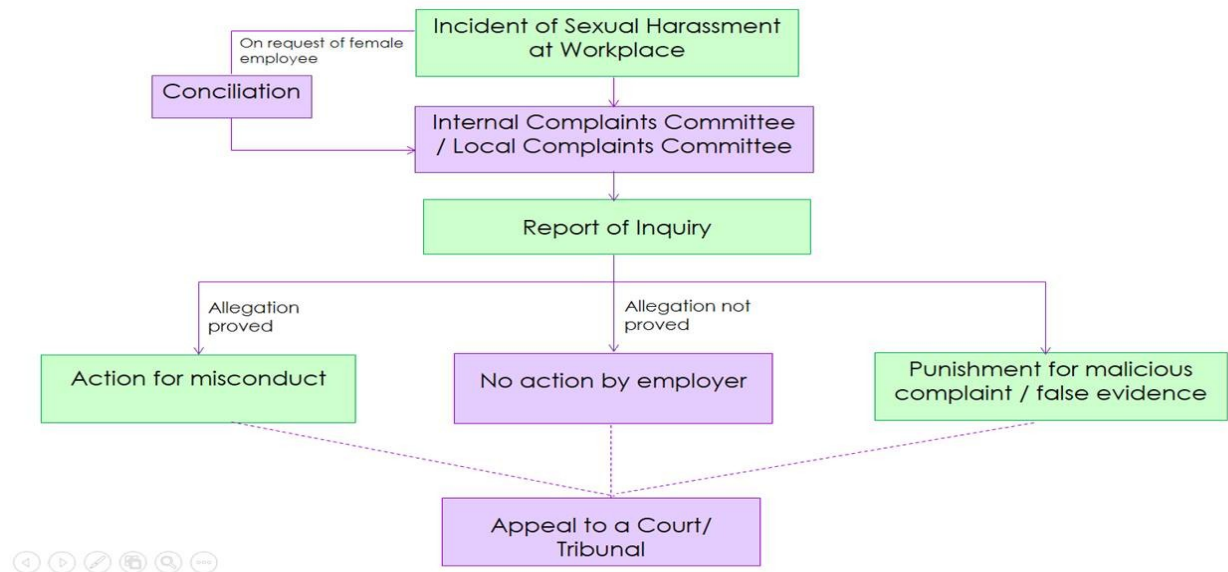 Incident of Sexual Harassment
at Workplace
On request of female
employee
Conciliation
Internal Complaints Committee
/ Local Complaints Committee
Report of Inquiry
Allegation
proved
Allegation not
proved
Action for misconduct
No action by employer
Punishment for malicious
complaint / false evidence
Appeal to a Court/
Tribunal